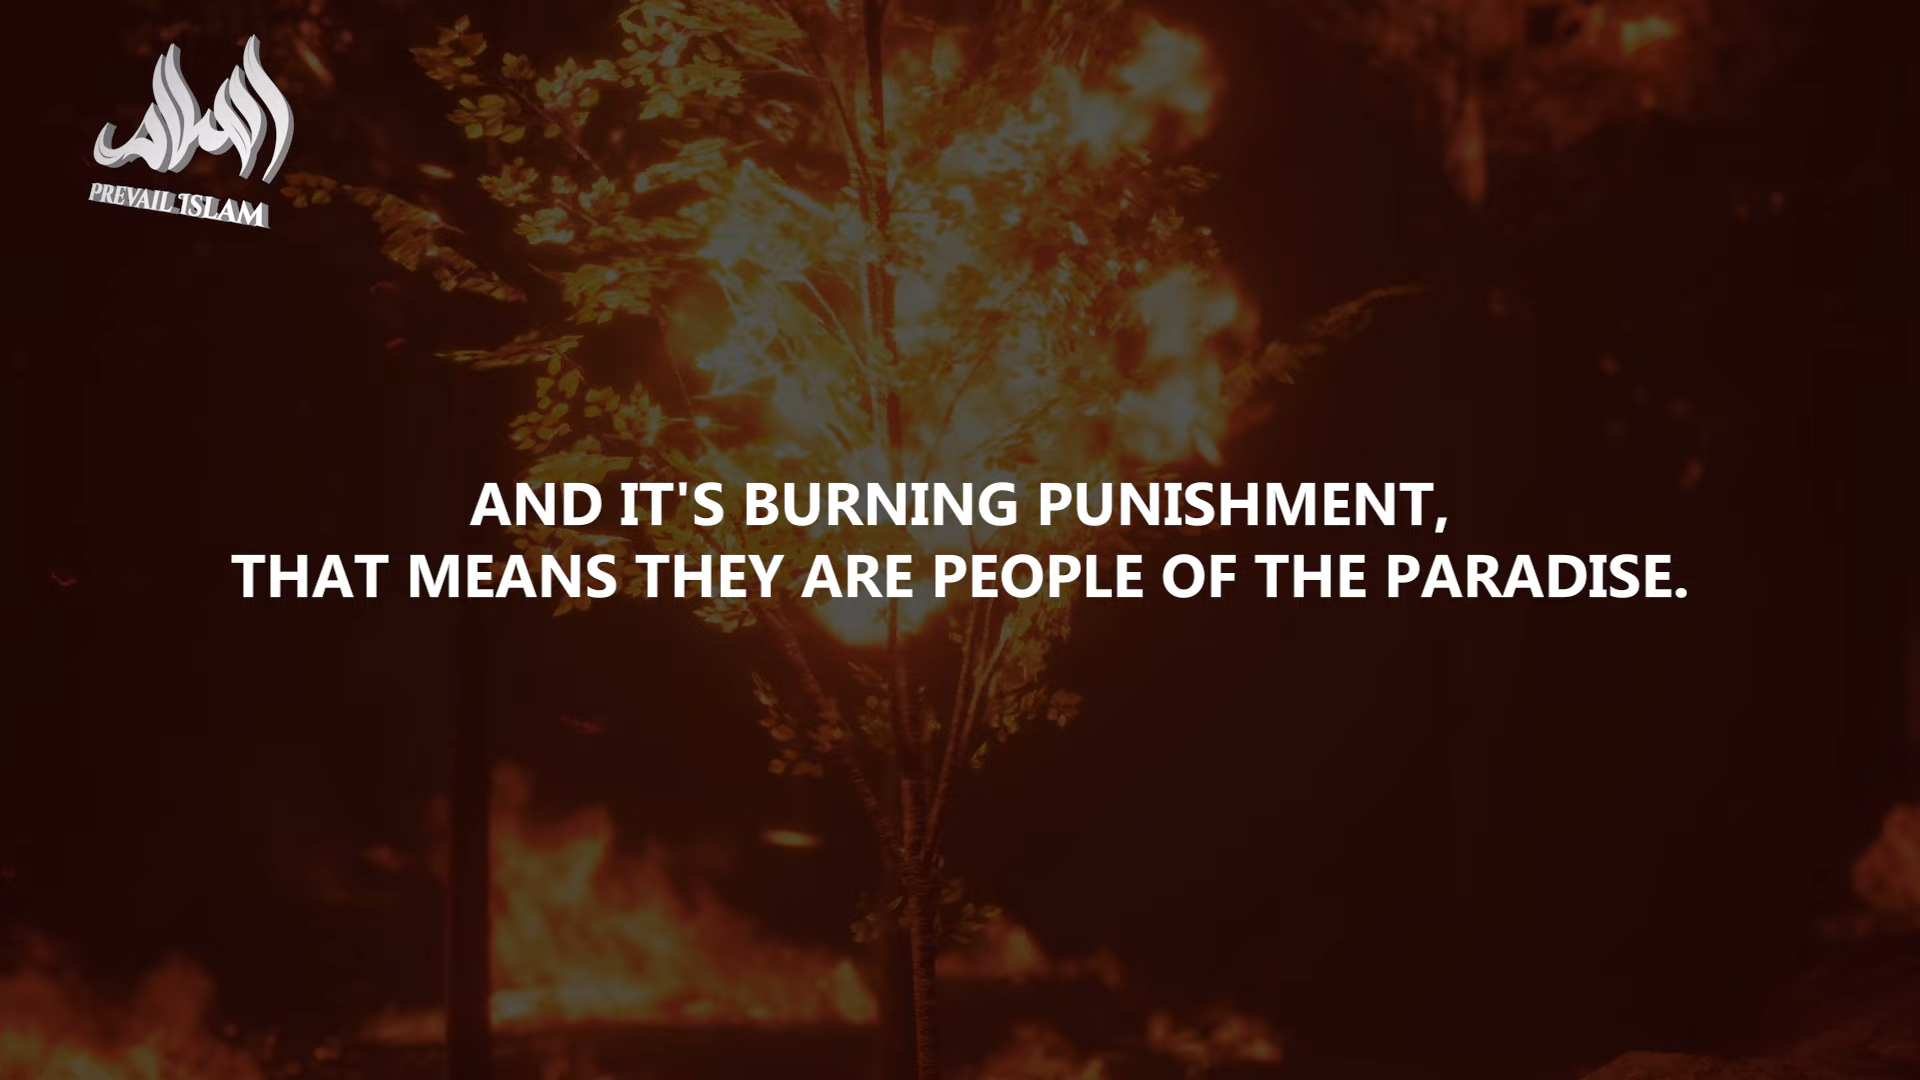 PREVAIL ISLAM
AND IT'S BURNING PUNISHMENT,
THAT MEANS THEY ARE PEOPLE OF THE PARADISE.